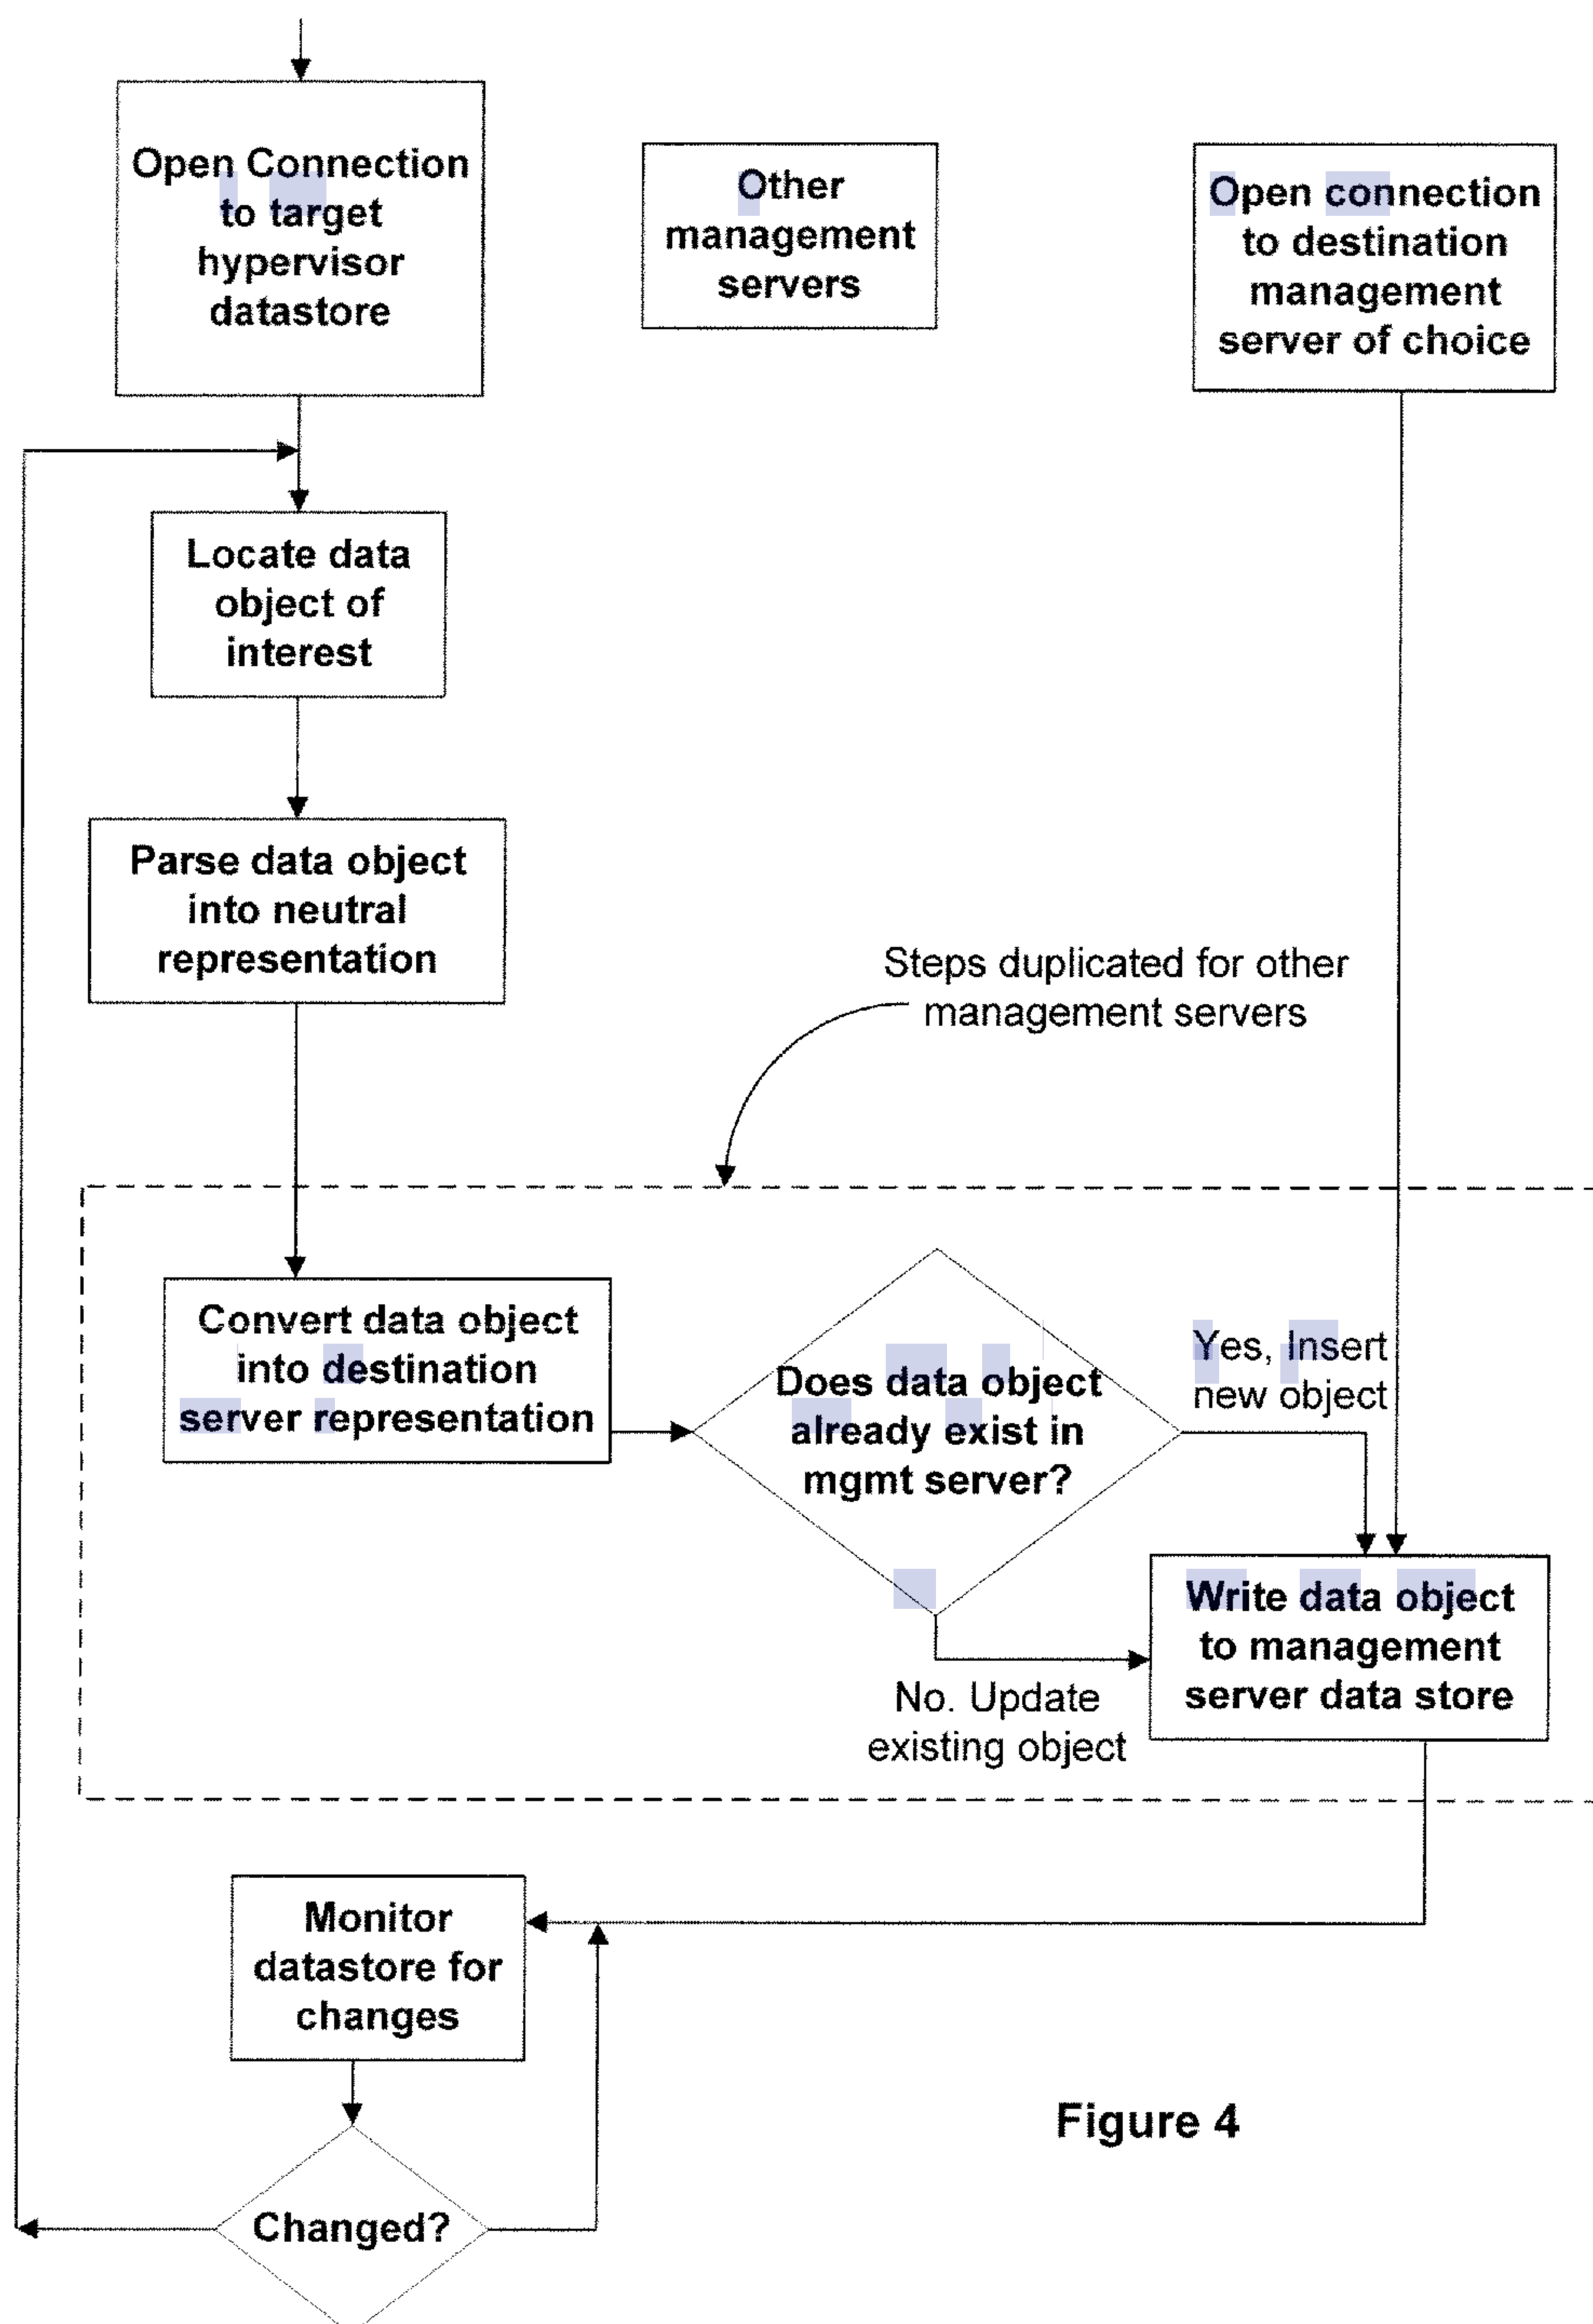 Open Connection
to target
hypervisor
datastore
Other
management
servers
Open connection
to destination
management
server of choice
Locate data
object of
interest
Parse data object
into neutral
representation
Steps duplicated for other
management servers
Convert data object
into destination
server representation
Does data object
already exist in
mgmt server?
Yes, Insert
new object
No. Update
existing object
Write data object
to management
server data store
Monitor
datastore for
changes
Changed?
Figure 4